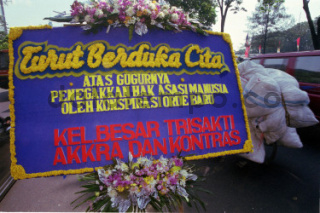 Turut Berduka Cita
ATAS GUGURNYA
PENEGAKKAN HAK ASASI MANUSIA
OLEH KONSPIRASI ORDE BARU
KEL BESAR TRISAKTI
AKKRA DAN KONTRAS